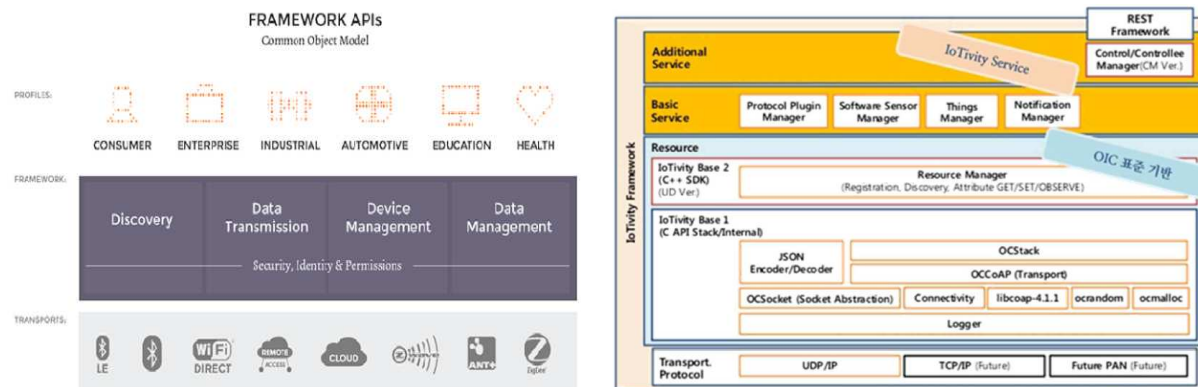 FRAMEWORK APIs
Common Object Model
PROFILES:
CONSUMER
ENTERPRISE
INDUSTRIAL
AUTOMOTIVE
EDUCATION
HEALTH
FRAMEWORK:
Discovery
Data
Transmission
Device
Management
Data
Management
Security, Identity & Permissions
TRANSPORTS:
LE
WiFi
DIRECT
REMOTE
ACCESS
CLOUD
Z WAVE
ANT+
ZigBee
REST
Framework
IoTivity Framework
Additional
Service
IoTivity Service
Control/Controllee
Manager(CM Ver.)
Basic
Service
Protocol Plugin
Manager
Software Sensor
Manager
Things
Manager
Notification
Manager
OIC 표준 기반
Resource
IoTivity Base 2
(C++ SDK)
(UD Ver.)
Resource Manager
(Registration, Discovery, Attribute GET/SET/OBSERVE)
IoTivity Base 1
(C API Stack/Internal)
JSON
Encoder/Decoder
OCStack
OCCoAP (Transport)
OCSocket (Socket Abstraction)
Connectivity
libcoap-4.1.1
ocrandom
ocmalloc
Logger
Transport.
Protocol
UDP/IP
TCP/IP (Future)
Future PAN (Future)